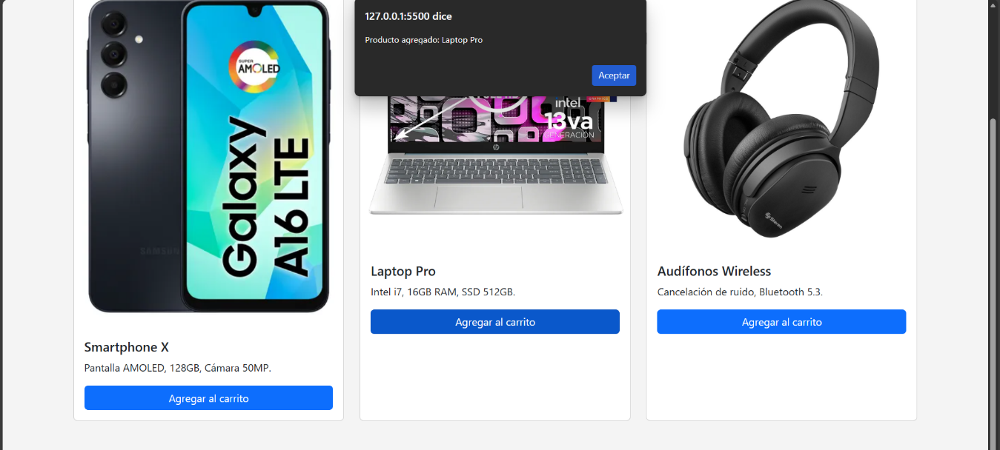 127.0.0.1:5500 dice
Producto agregado: Laptop Pro
Aceptar
SUPER
AMOLED
Galaxy
A16 LTE
SAMSUNG
intel
13va
GENERACIÓN
hp
Steren
Laptop Pro
Intel i7, 16GB RAM, SSD 512GB.
Agregar al carrito
Audífonos Wireless
Cancelación de ruido, Bluetooth 5.3.
Agregar al carrito
Smartphone X
Pantalla AMOLED, 128GB, Cámara 50MP.
Agregar al carrito